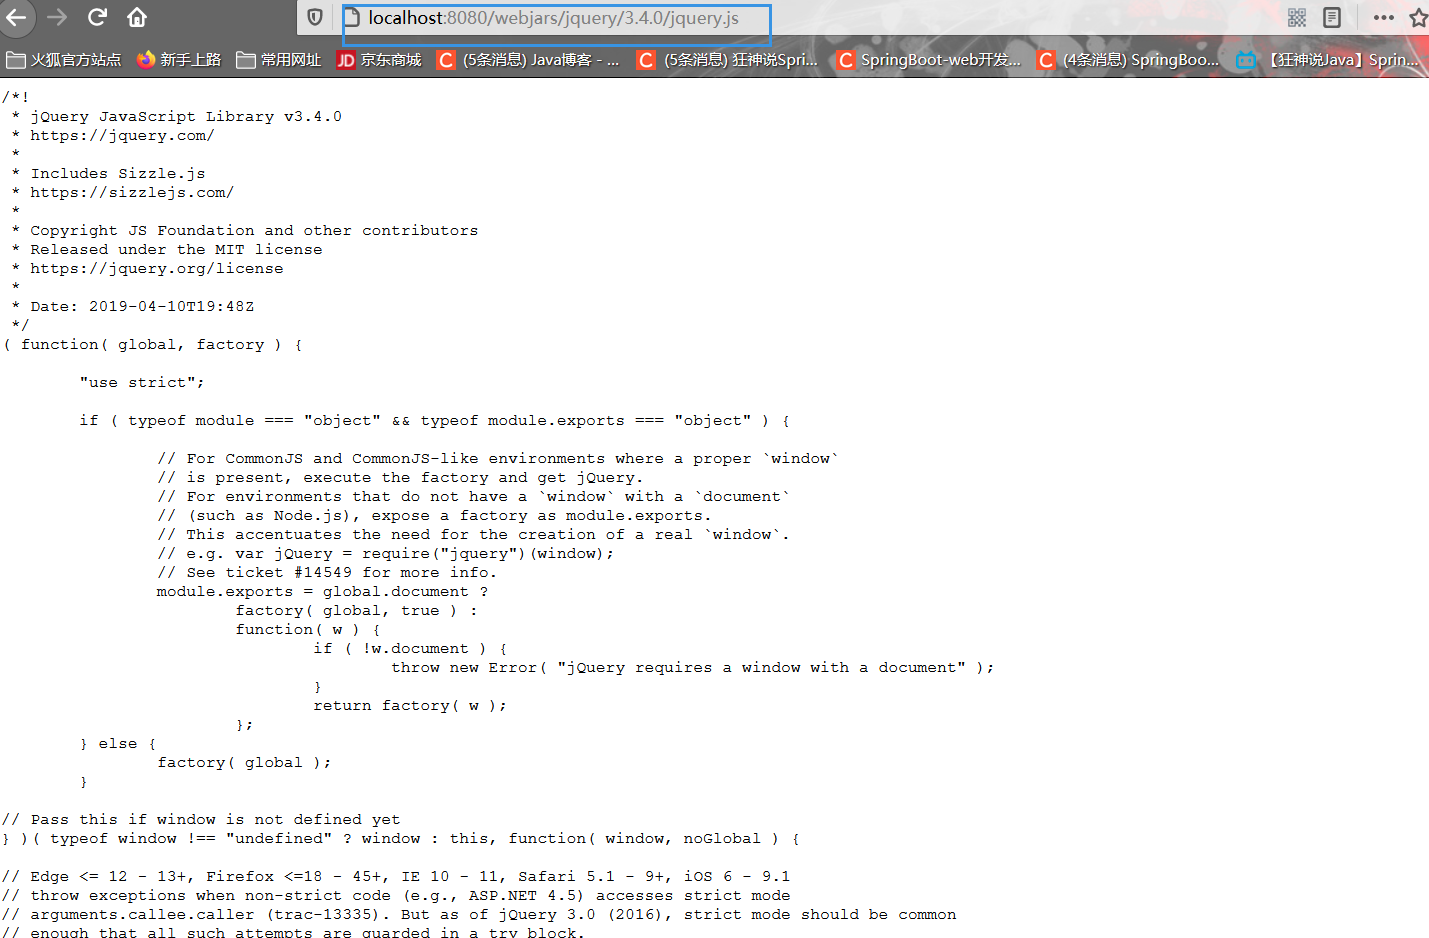 localhost:8080/webjars/jquery/3.4.0/jquery.js
火狐官方站点 新手上路 常用网址 JD 京东商城 C (5条消息) Java博客 - ... C (5条消息) 狂神说Spri... C SpringBoot-web开发... C (4条消息) SpringBoo... 【狂神说Java】Sprin...
/*!
 * jQuery JavaScript Library v3.4.0
 * https://jquery.com/
 *
 * Includes Sizzle.js
 * https://sizzlejs.com/
 *
 * Copyright JS Foundation and other contributors
 * Released under the MIT license
 * https://jquery.org/license
 *
 * Date: 2019-04-10T19:48Z
 */
( function( global, factory ) {
"use strict";
if ( typeof module === "object" && typeof module.exports === "object" ) {
// For CommonJS and CommonJS-like environments where a proper `window`
// is present, execute the factory and get jQuery.
// For environments that do not have a `window` with a `document`
// (such as Node.js), expose a factory as module.exports.
// This accentuates the need for the creation of a real `window`.
// e.g. var jQuery = require("jquery")(window);
// See ticket #14549 for more info.
module.exports = global.document ?
factory( global, true ) :
function( w ) {
if ( !w.document ) {
throw new Error( "jQuery requires a window with a document" );
}
return factory( w );
};
} else {
factory( global );
}
// Pass this if window is not defined yet
} )( typeof window !== "undefined" ? window : this, function( window, noGlobal ) {
// Edge <= 12 - 13+, Firefox <=18 - 45+, IE 10 - 11, Safari 5.1 - 9+, iOS 6 - 9.1
// throw exceptions when non-strict code (e.g., ASP.NET 4.5) accesses strict mode
// arguments.callee.caller (trac-13335). But as of jQuery 3.0 (2016), strict mode should be common
// enough that all such attempts are guarded in a try block.